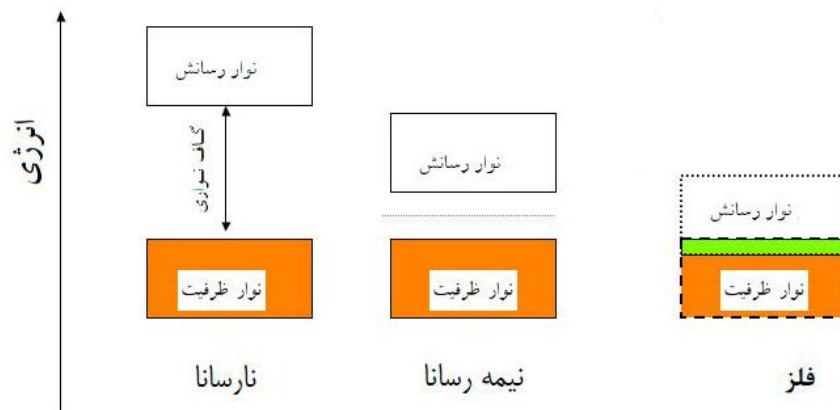 انرژی
نوار رسانش
گاف نواری
نوار ظرفیت
نارسانا
نوار رسانش
نوار ظرفیت
نیمه رسانا
نوار رسانش
نوار ظرفیت
فلز